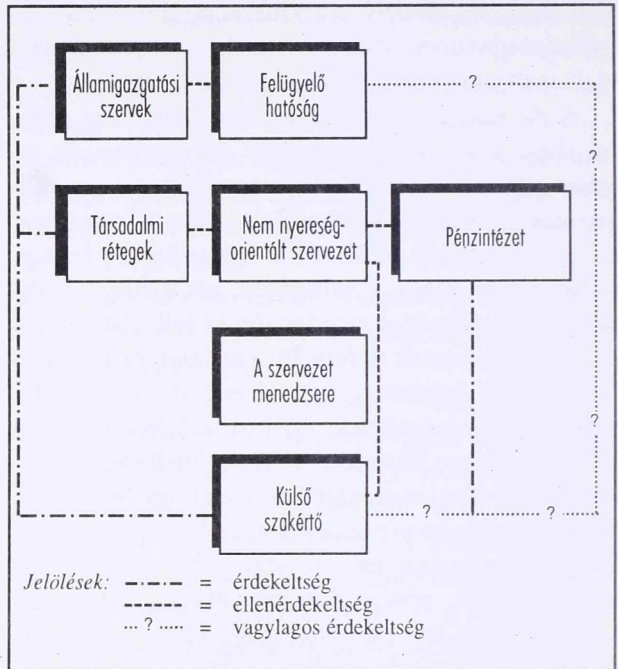 Államigazgatási
szervek
Felügyelő
hatóság
?
?
Társadalmi
rétegek
Nem nyereség-
orientált szervezet
Pénzintézet
A szervezet
menedzsere
?
Külső
szakértő
? ?
Jelölések: = érdekeltség
= ellenérdekeltség
... ? ..... = vagylagos érdekeltség